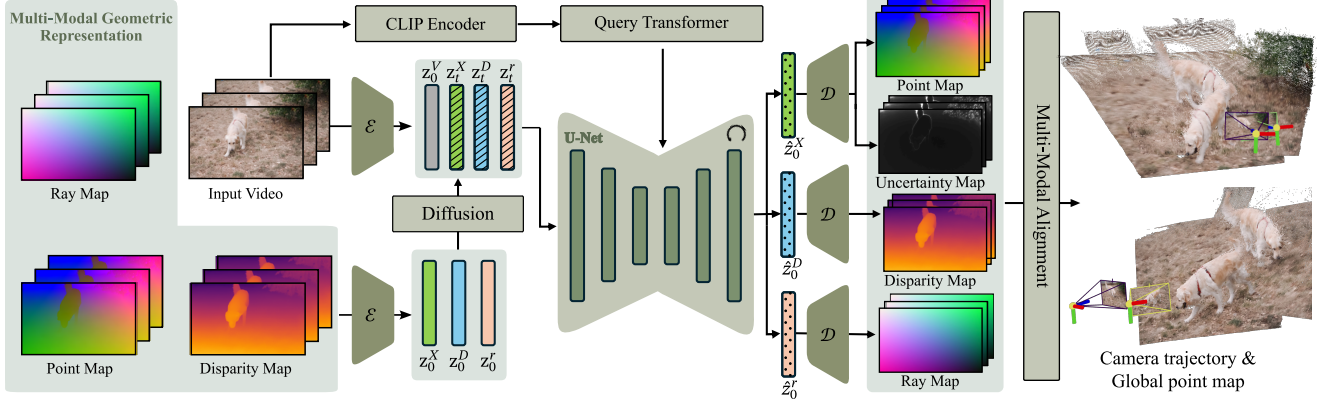 Multi-Modal Geometric
Representation
Ray Map
Input Video
Point Map
Disparity Map
CLIP Encoder
Query Transformer
ℰ
z₀ⱽ zₜˣ zₜᴰ zₜʳ
Diffusion
ℰ
z₀ˣ z₀ᴰ z₀ʳ
U-Net
ẑ₀ˣ
𝒟
ẑ₀ᴰ
𝒟
ẑ₀ʳ
𝒟
Point Map
Uncertainty Map
Disparity Map
Ray Map
Multi-Modal
Alignment
Camera trajectory &
Global point map